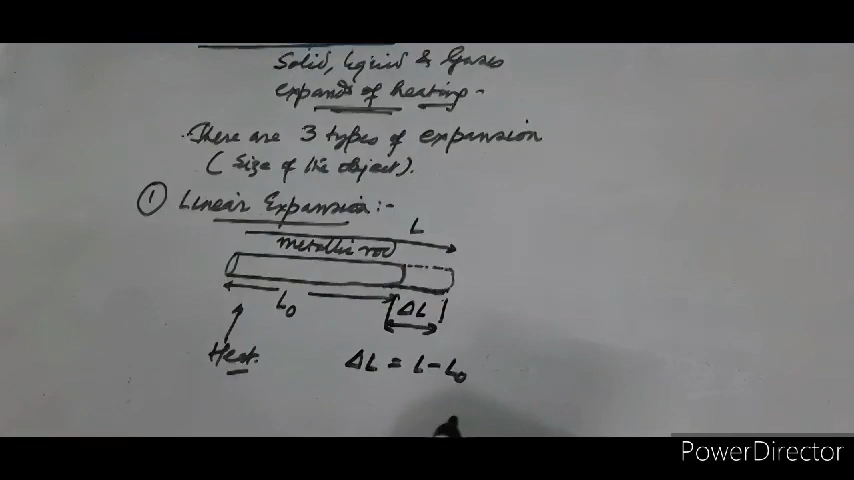 Solid, Liquid & Gases
expands of heating -
There are 3 types of expansion
( Size of the object ).
① Linear Expansion :-
L
metallic rod
L₀
ΔL
Heat.
ΔL = L - L₀
PowerDirector